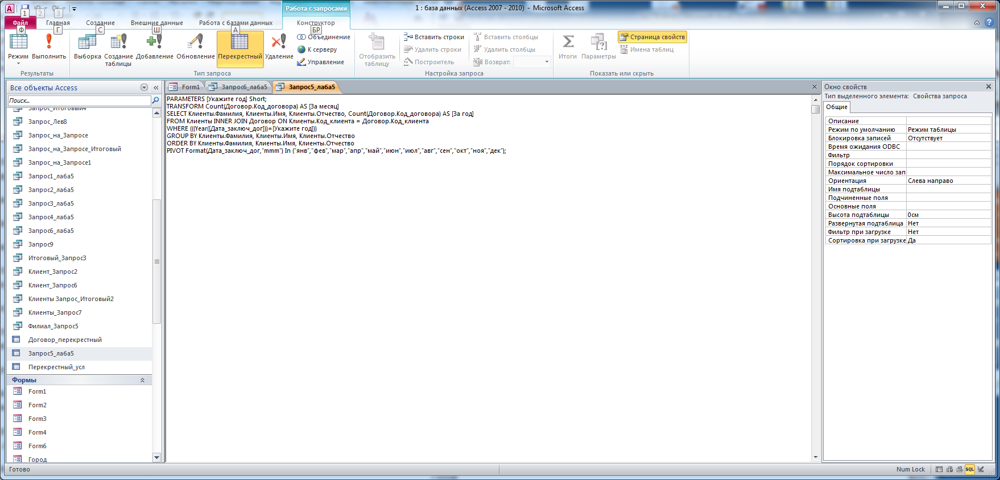 1 : база данных (Access 2007 - 2010) - Microsoft Access
Работа с запросами
1 2 3
Файл Главная Создание Внешние данные Работа с базами данных Конструктор
Ф Г С Ш А БР
Режим
Выполнить
Результаты
Выборка
Создание таблицы
Добавление
Обновление
Перекрестный
Удаление
Объединение
К серверу
Управление
Тип запроса
Отобразить таблицу
Вставить строки
Удалить строки
Построитель
Вставить столбцы
Удалить столбцы
Возврат:
Настройка запроса
Итоги
Параметры
Страница свойств
XYZ Имена таблиц
Показать или скрыть
Все объекты Access
Поиск...
Запрос_Итоговый4
Запрос_Лев8
Запрос_на_Запросе
Запрос_на_Запросе_Итоговый
Запрос_на_Запросе1
Запрос1_лаба5
Запрос2_лаба5
Запрос3_лаба5
Запрос4_лаба5
Запрос6_лаба5
Запрос9
Итоговый_Запрос3
Клиент_Запрос2
Клиент_Запрос6
Клиенты Запрос_Итоговый2
Клиенты_Запрос7
Филиал_Запрос5
Договор_перекрестный
Запрос5_лаба5
Перекрестный_усл
Формы
Form1
Form2
Form3
Form4
Form6
Город
Form1 Запрос6_лаба5 Запрос5_лаба5
PARAMETERS [Укажите год] Short;
TRANSFORM Count(Договор.Код_договора) AS [За месяц]
SELECT Клиенты.Фамилия, Клиенты.Имя, Клиенты.Отчество, Count(Договор.Код_договора) AS [За год]
FROM Клиенты INNER JOIN Договор ON Клиенты.Код_клиента = Договор.Код_клиента
WHERE (((Year([Дата_заключ_дог]))=[Укажите год]))
GROUP BY Клиенты.Фамилия, Клиенты.Имя, Клиенты.Отчество
ORDER BY Клиенты.Фамилия, Клиенты.Имя, Клиенты.Отчество
PIVOT Format(Дата_заключ_дог,"mmm") In ("янв","фев","мар","апр","май","июн","июл","авг","сен","окт","ноя","дек");
Окно свойств
Тип выделенного элемента: Свойства запроса
Общие
Описание
Режим по умолчанию Режим таблицы
Блокировка записей Отсутствует
Время ожидания ODBC
Фильтр
Порядок сортировки
Максимальное число зап
Ориентация Слева направо
Имя подтаблицы
Подчиненные поля
Основные поля
Высота подтаблицы 0см
Развернутая подтаблица Нет
Фильтр при загрузке Нет
Сортировка при загрузке Да
Готово
Num Lock
SQL